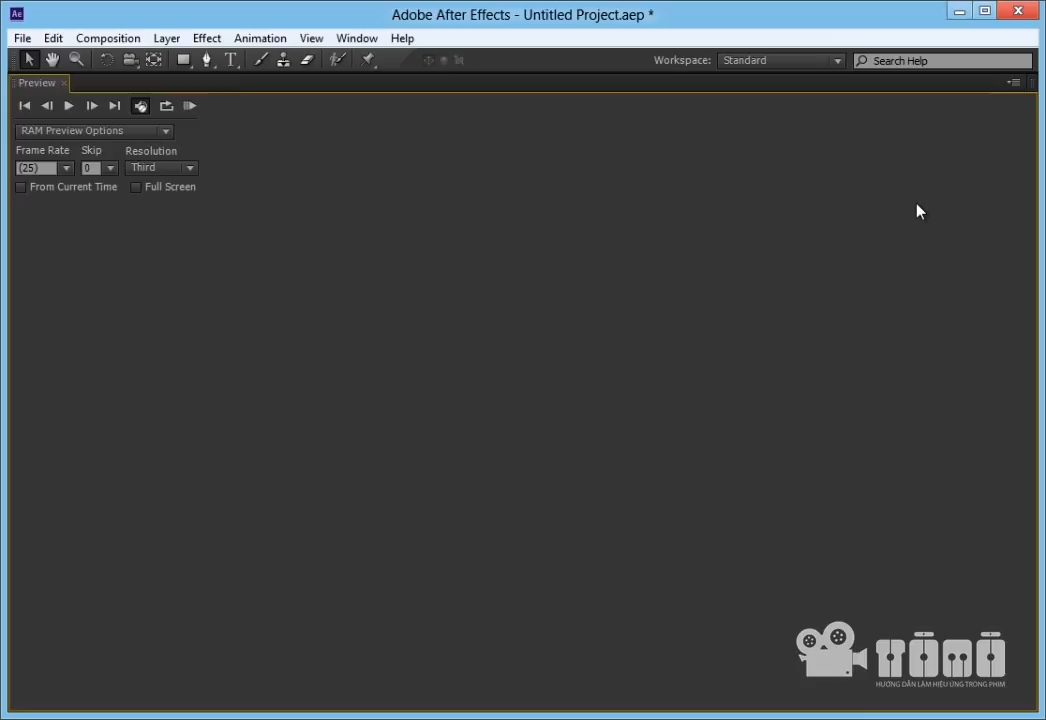 Ae
Adobe After Effects - Untitled Project.aep *
File Edit Composition Layer Effect Animation View Window Help
Workspace: Standard Search Help
Preview
RAM Preview Options
Frame Rate Skip Resolution
(25) 0 Third
From Current Time Full Screen
HƯỚNG DẪN LÀM HIỆU ỨNG TRONG PHIM